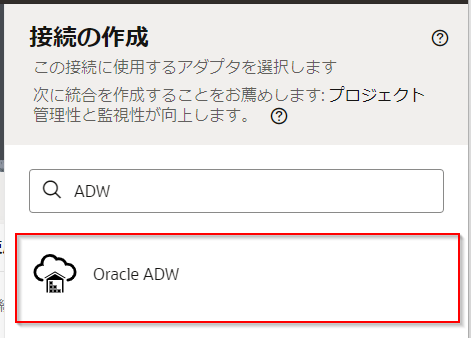 接続の作成
この接続に使用するアダプタを選択します
次に統合を作成することをお薦めします: プロジェクト
管理性と監視性が向上します。
ADW
Oracle ADW